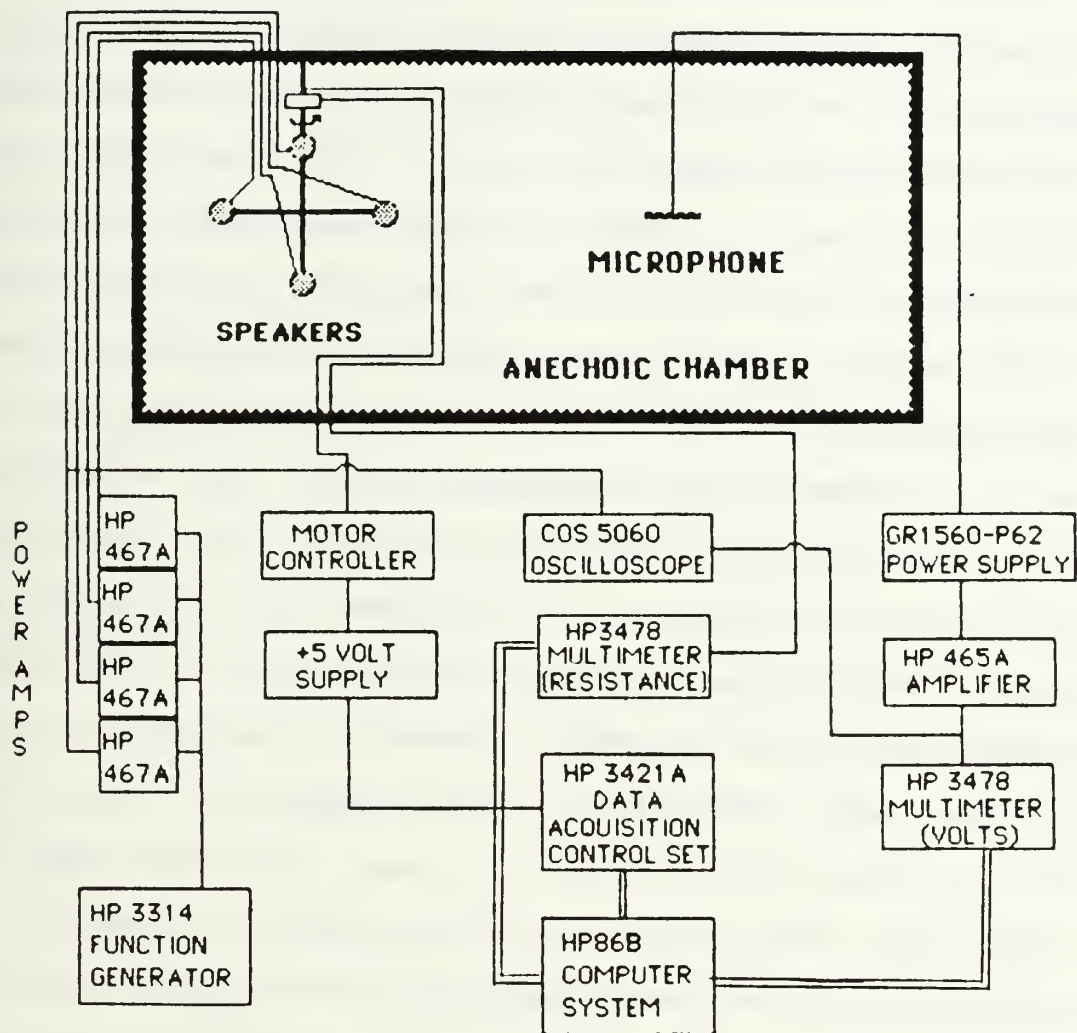 SPEAKERS
MICROPHONE
ANECHOIC CHAMBER
POWER AMPS
HP
467A
HP
467A
HP
467A
HP
467A
MOTOR
CONTROLLER
+5 VOLT
SUPPLY
COS 5060
OSCILLOSCOPE
HP3478
MULTIMETER
(RESISTANCE)
HP 3421A
DATA
ACQUISITION
CONTROL SET
HP86B
COMPUTER
SYSTEM
GR1560-P62
POWER SUPPLY
HP 465A
AMPLIFIER
HP 3478
MULTIMETER
(VOLTS)
HP 3314
FUNCTION
GENERATOR